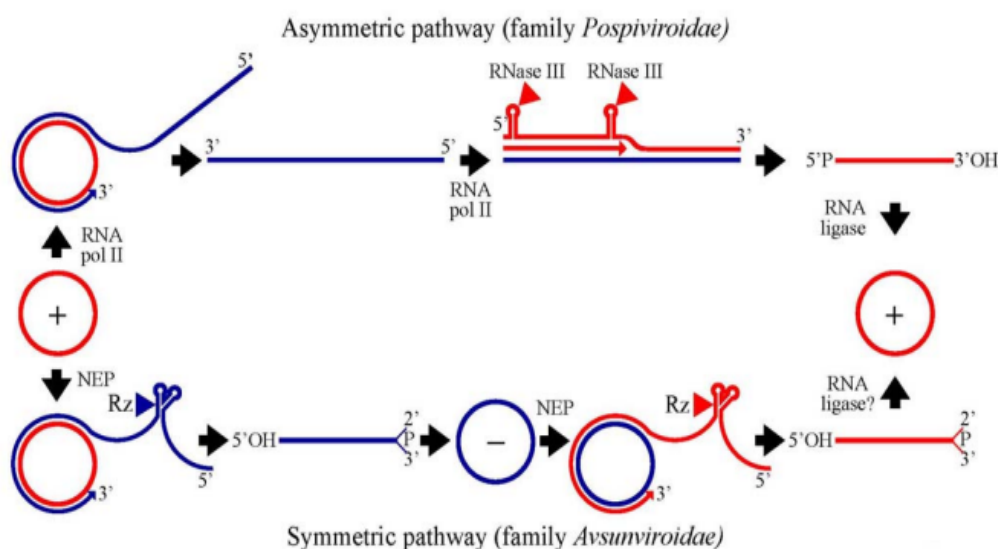 Asymmetric pathway (family Pospiviroidae)
5'
RNase III
RNase III
5'
3'
3'
5'
3'
5'P
3'OH
RNA
pol II
RNA
ligase
RNA
pol II
+
+
NEP
Rz
NEP
Rz
RNA
ligase?
5'OH
2'
P
3'
−
5'OH
2'
P
3'
3'
5'
3'
5'
Symmetric pathway (family Avsunviroidae)